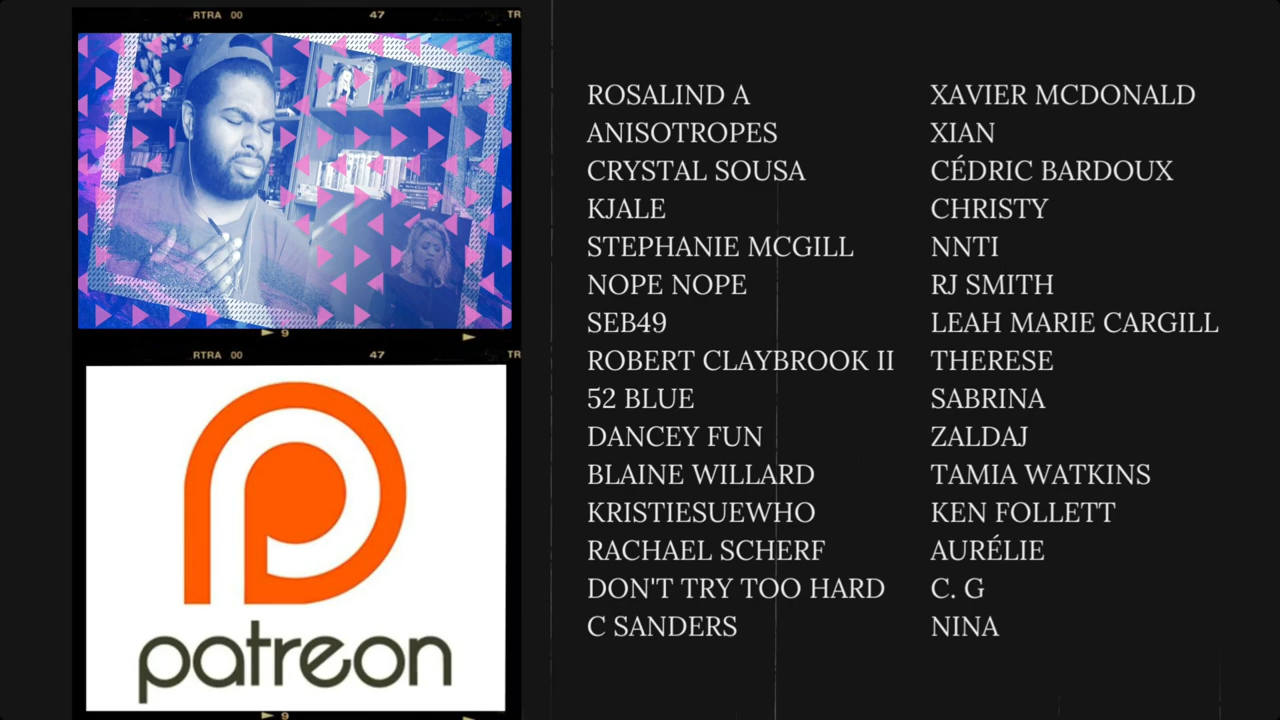 RTRA 00
47
TR
9
RTRA 00
47
TR
patreon
9
ROSALIND A
ANISOTROPES
CRYSTAL SOUSA
KJALE
STEPHANIE MCGILL
NOPE NOPE
SEB49
ROBERT CLAYBROOK II
52 BLUE
DANCEY FUN
BLAINE WILLARD
KRISTIESUEWHO
RACHAEL SCHERF
DON'T TRY TOO HARD
C SANDERS
XAVIER MCDONALD
XIAN
CÉDRIC BARDOUX
CHRISTY
NNTI
RJ SMITH
LEAH MARIE CARGILL
THERESE
SABRINA
ZALDAJ
TAMIA WATKINS
KEN FOLLETT
AURÉLIE
C. G
NINA